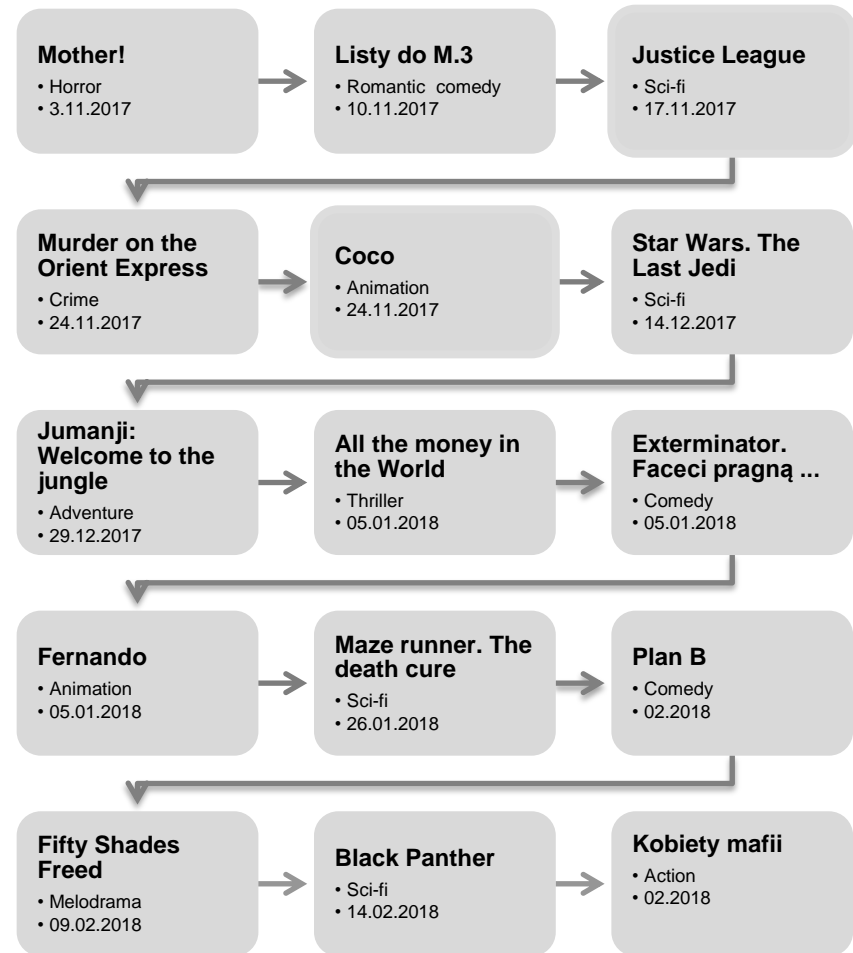 Mother!
• Horror
• 3.11.2017
Listy do M.3
• Romantic comedy
• 10.11.2017
Justice League
• Sci-fi
• 17.11.2017
Murder on the
Orient Express
• Crime
• 24.11.2017
Coco
• Animation
• 24.11.2017
Star Wars. The
Last Jedi
• Sci-fi
• 14.12.2017
Jumanji:
Welcome to the
jungle
• Adventure
• 29.12.2017
All the money in
the World
• Thriller
• 05.01.2018
Exterminator.
Faceci pragną ...
• Comedy
• 05.01.2018
Fernando
• Animation
• 05.01.2018
Maze runner. The
death cure
• Sci-fi
• 26.01.2018
Plan B
• Comedy
• 02.2018
Fifty Shades
Freed
• Melodrama
• 09.02.2018
Black Panther
• Sci-fi
• 14.02.2018
Kobiety mafii
• Action
• 02.2018